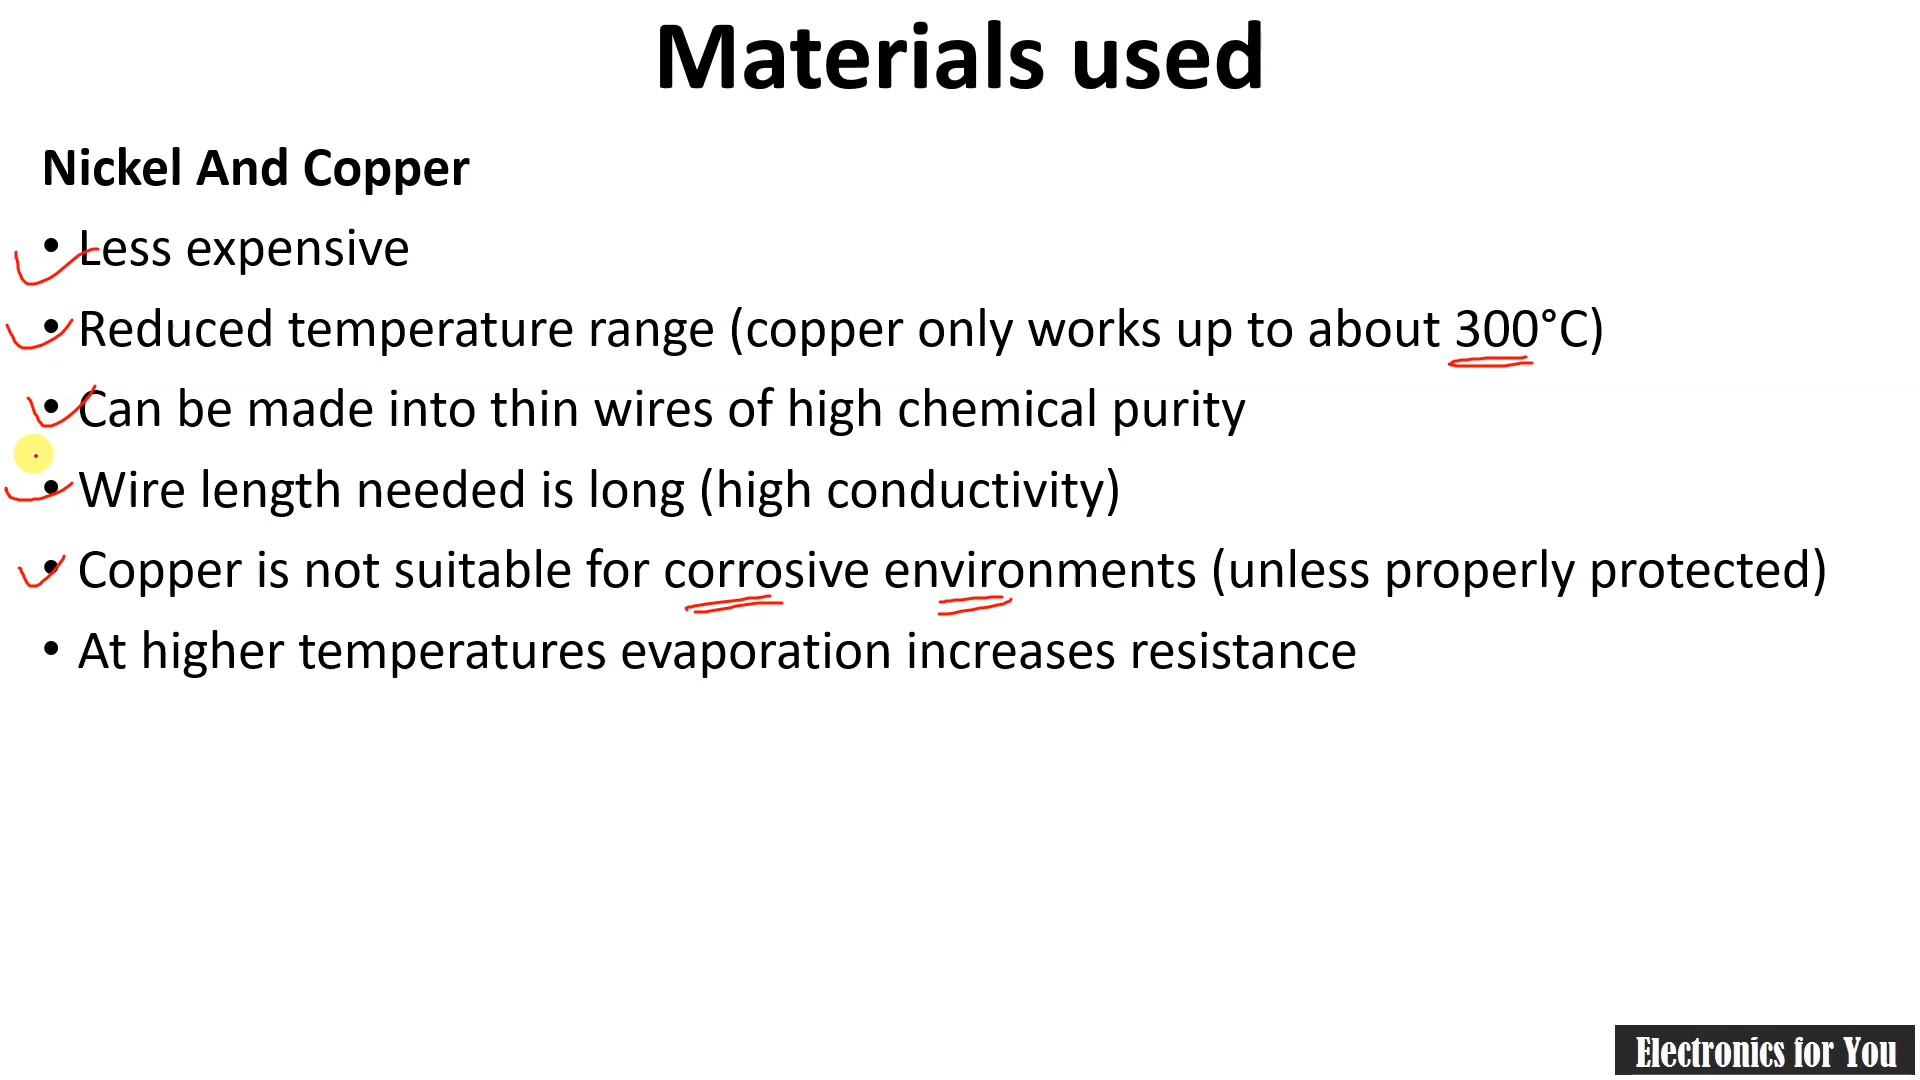 Materials used
Nickel And Copper
• Less expensive
• Reduced temperature range (copper only works up to about 300°C)
• Can be made into thin wires of high chemical purity
• Wire length needed is long (high conductivity)
• Copper is not suitable for corrosive environments (unless properly protected)
• At higher temperatures evaporation increases resistance
Electronics for You